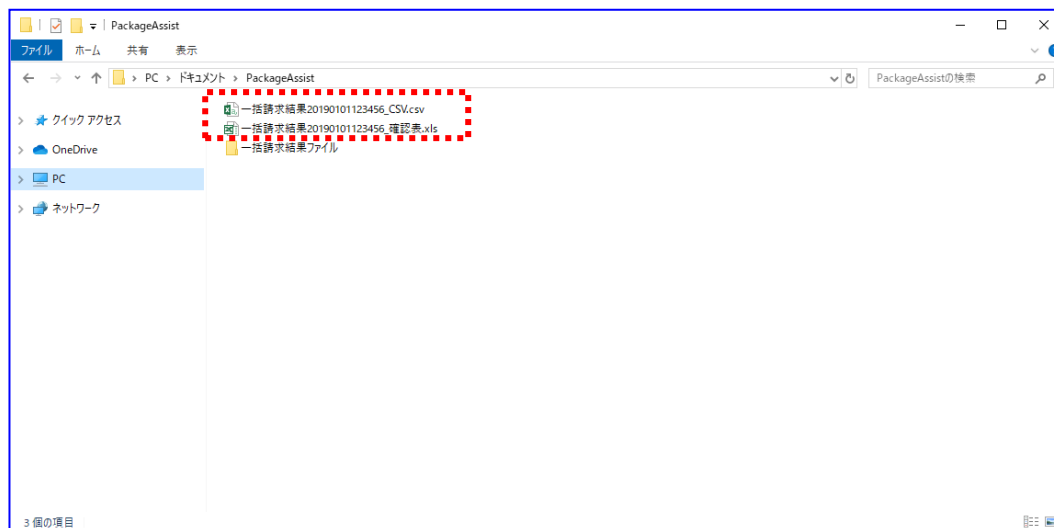 PackageAssist
ファイル ホーム 共有 表示
PC › ドキュメント › PackageAssist PackageAssistの検索
クイック アクセス
OneDrive
PC
ネットワーク
一括請求結果20190101123456_CSV.csv
一括請求結果20190101123456_確認表.xls
一括請求結果ファイル
3 個の項目